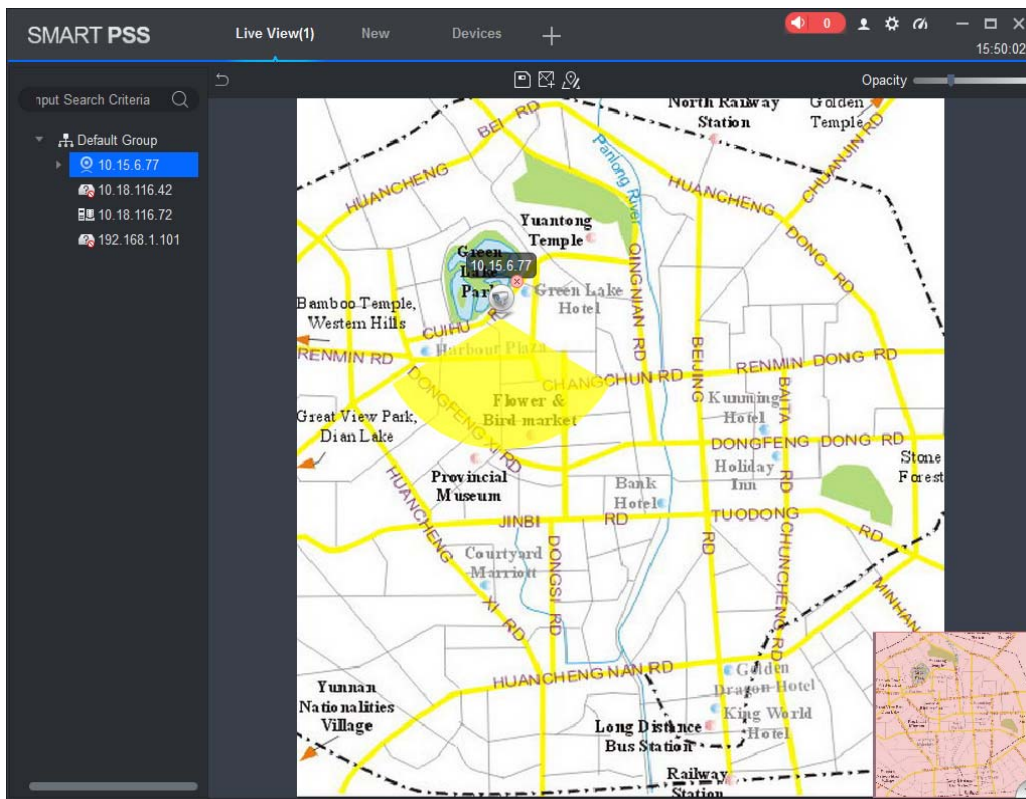 SMART PSS
Live View(1)
New
Devices
0
15:50:02
Opacity
nput Search Criteria
Default Group
10.15.6.77
10.18.116.42
10.18.116.72
192.168.1.101
North Railway
Station
Golden
Temple
BEI RD
HUANCHENG
Panlong River
HUANCHENG
DONG RD
CHUANJIN RD
Yuantong
Temple
QINGNIAN RD
Green
Lake
Park
10.15.6.77
Green Lake
Hotel
Bamboo Temple,
Western Hills
CUIHU
Harbour Plaza
RENMIN RD
CHANGCHUN RD
BEIJING
RD
RENMIN DONG RD
BAITA
RD
DONGFENG XI RD
Flower &
Bird market
Kunming
Hotel
Great View Park,
Dian Lake
DONGFENG DONG RD
Holiday
Inn
Stone
Forest
Provincial
Museum
Bank
Hotel
HUANCHENG
XI RD
JINBI RD
TUODONG
RD
Courtyard
Marriott
DONGSI RD
CHUNCHENG RD
MINHAN
HUANCHENG NAN RD
Golden
Dragon Hotel
Yunnan
Nationalities
Village
King World
Hotel
Long Distance
Bus Station
Railway
Station